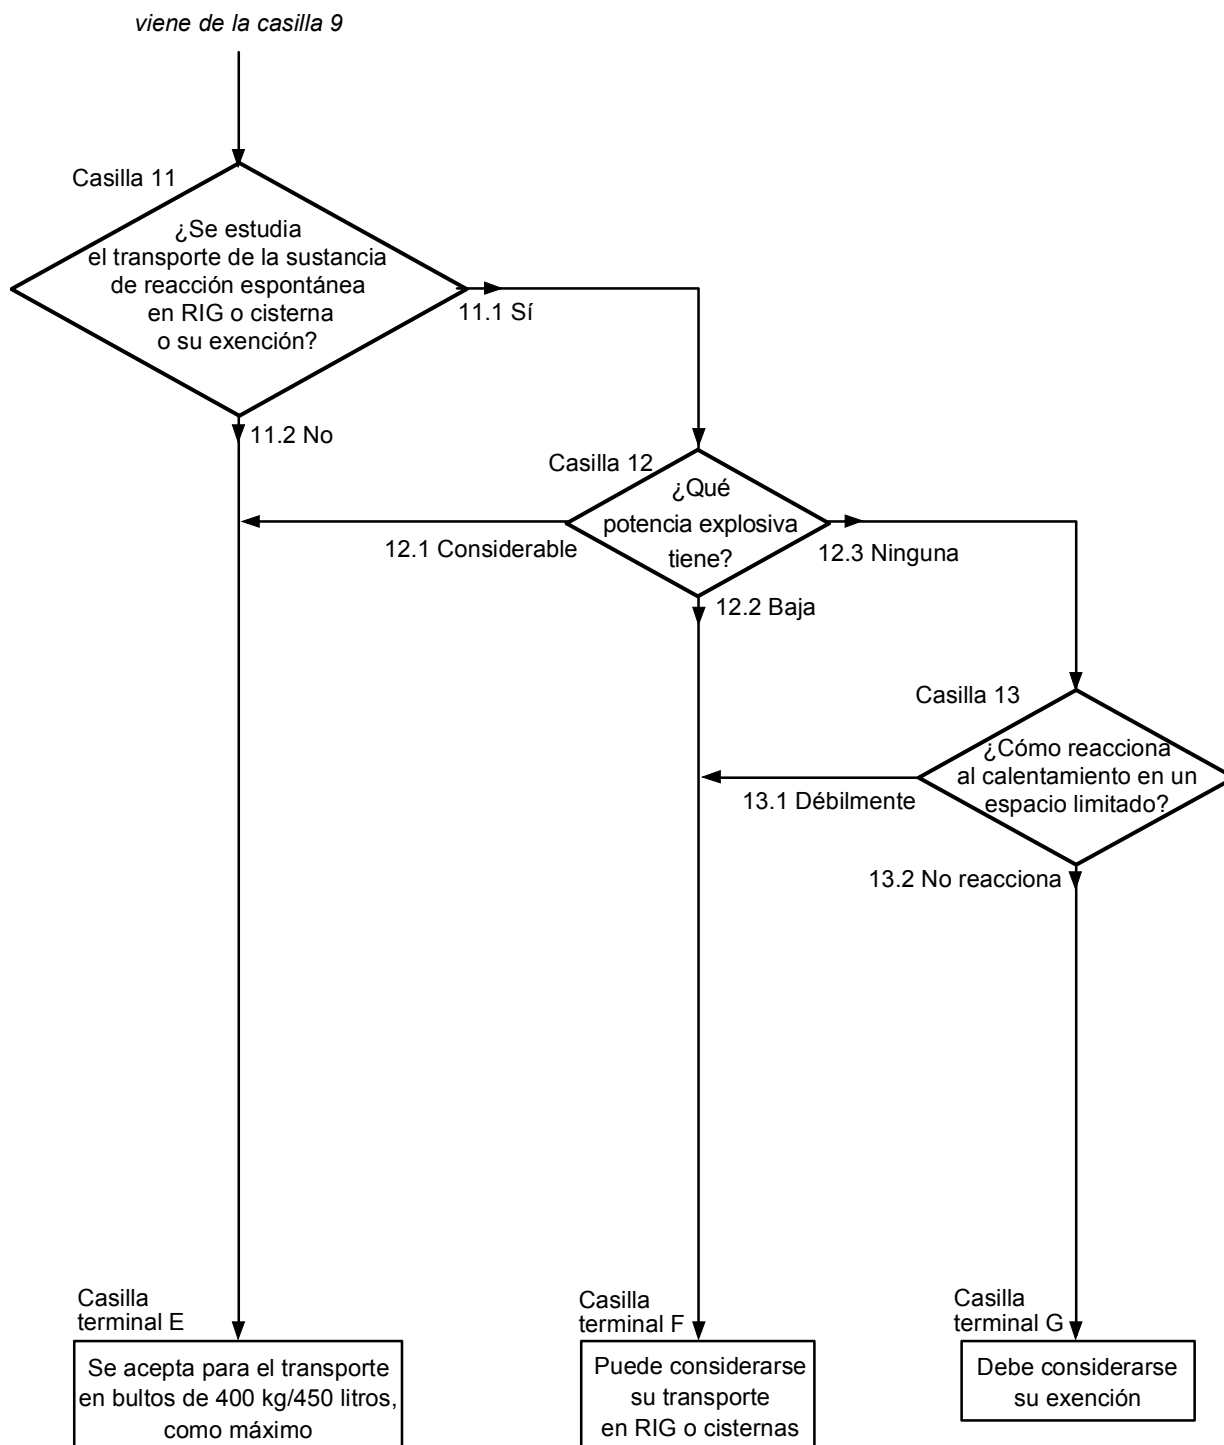 viene de la casilla 9
Casilla 11
¿Se estudia
el transporte de la sustancia
de reacción espontánea
en RIG o cisterna
o su exención?
11.1 Sí
11.2 No
Casilla 12
¿Qué
potencia explosiva
tiene?
12.1 Considerable
12.3 Ninguna
12.2 Baja
Casilla 13
¿Cómo reacciona
al calentamiento en un
espacio limitado?
13.1 Débilmente
13.2 No reacciona
Casilla
terminal E
Se acepta para el transporte
en bultos de 400 kg/450 litros,
como máximo
Casilla
terminal F
Puede considerarse
su transporte
en RIG o cisternas
Casilla
terminal G
Debe considerarse
su exención